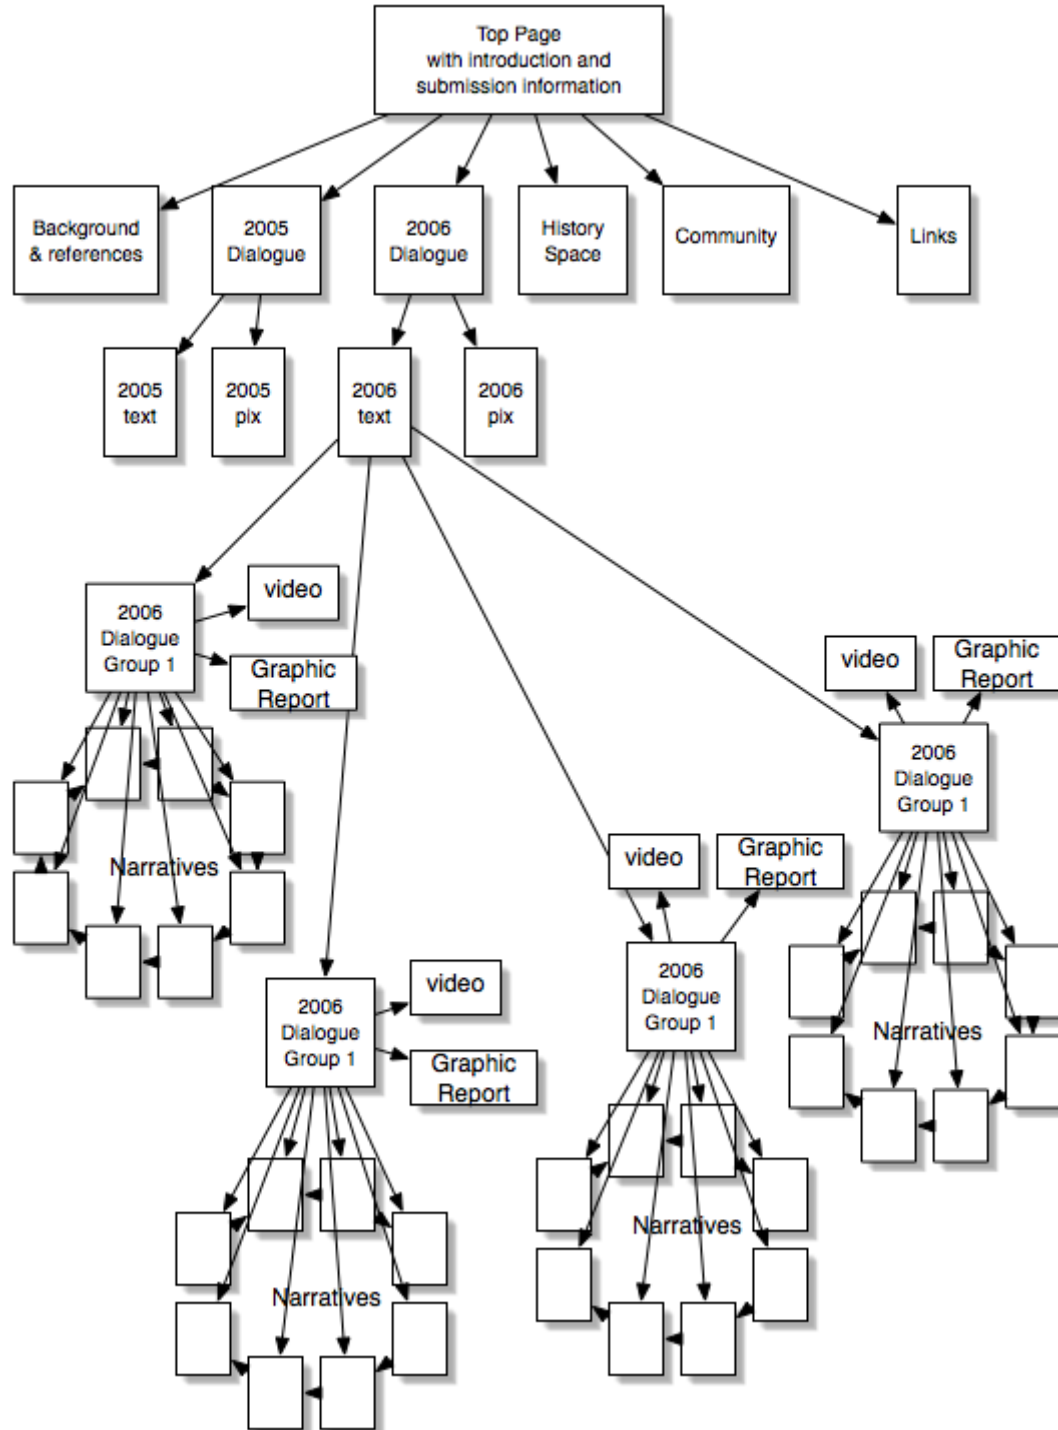 Top Page
with introduction and
submission information
Background
& references
2005
Dialogue
2006
Dialogue
History
Space
Community
Links
2005
text
2005
pix
2006
text
2006
pix
2006
Dialogue
Group 1
video
Graphic
Report
Narratives
video
Graphic
Report
2006
Dialogue
Group 1
Narratives
video
Graphic
Report
2006
Dialogue
Group 1
Narratives
2006
Dialogue
Group 1
video
Graphic
Report
Narratives